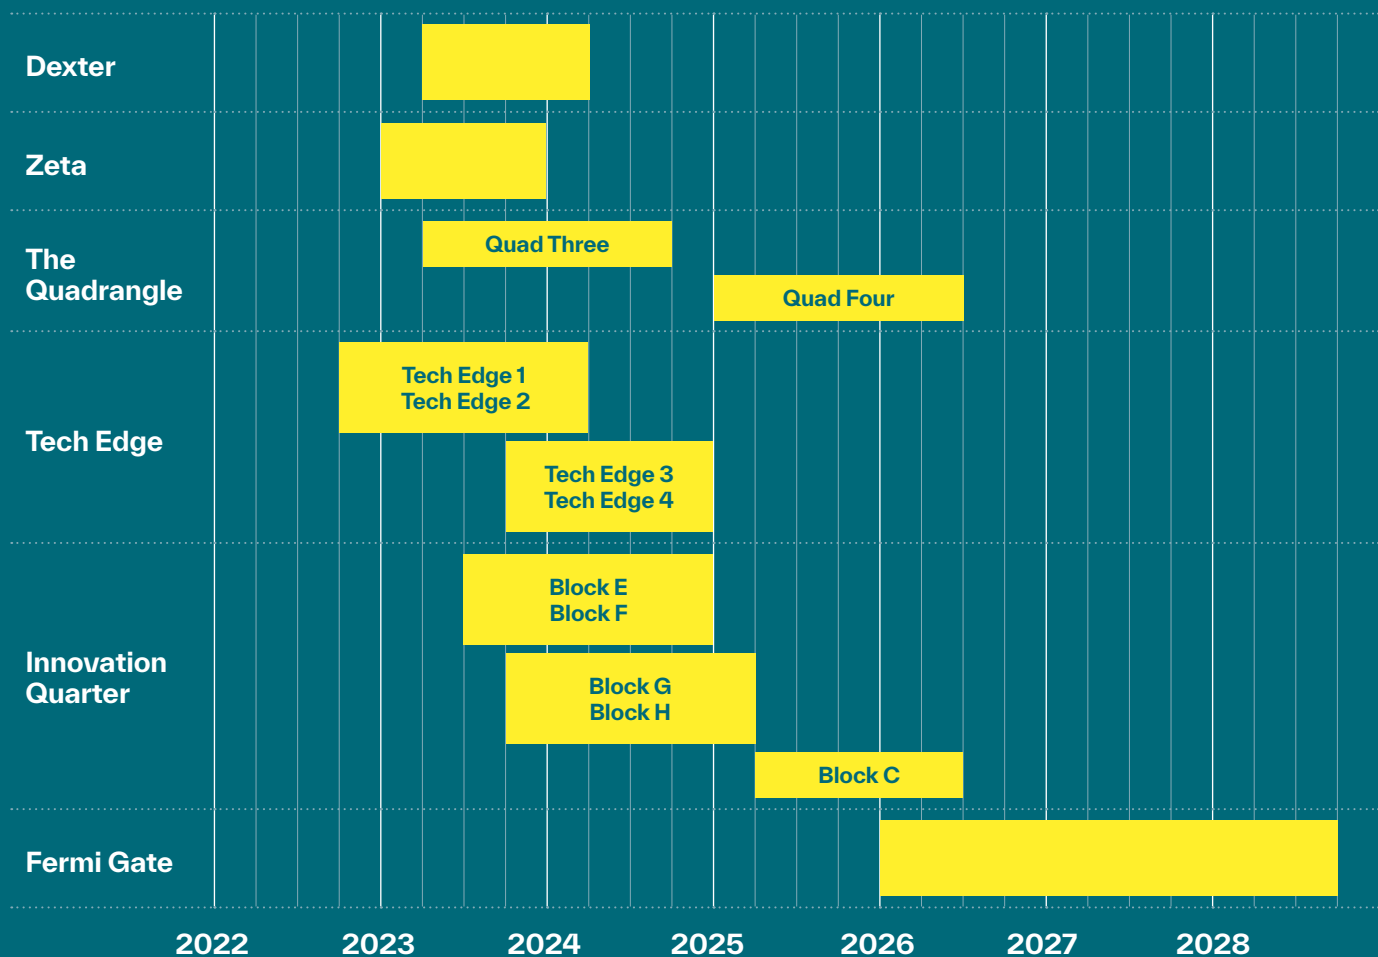 Dexter
Zeta
The
Quadrangle
Quad Three
Quad Four
Tech Edge
Tech Edge 1
Tech Edge 2
Tech Edge 3
Tech Edge 4
Innovation
Quarter
Block E
Block F
Block G
Block H
Block C
Fermi Gate
2022 2023 2024 2025 2026 2027 2028